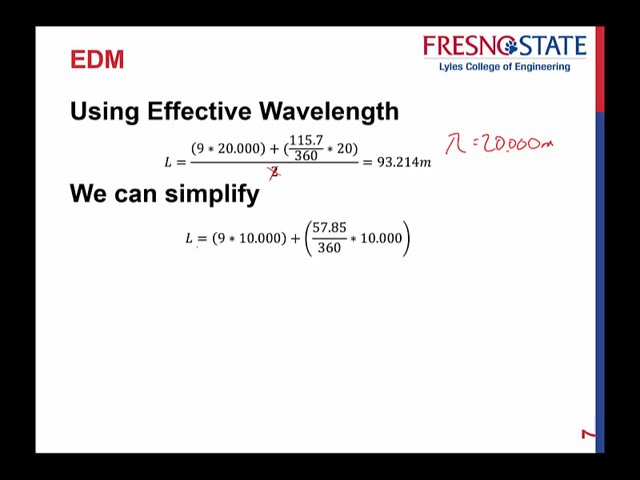 EDM
FRESNO STATE
Lyles College of Engineering
Using Effective Wavelength
L = ((9 * 20.000) + (115.7/360 * 20))/2 = 93.214m
λ = 20.000m
We can simplify
L = (9 * 10.000) + (57.85/360 * 10.000)
7